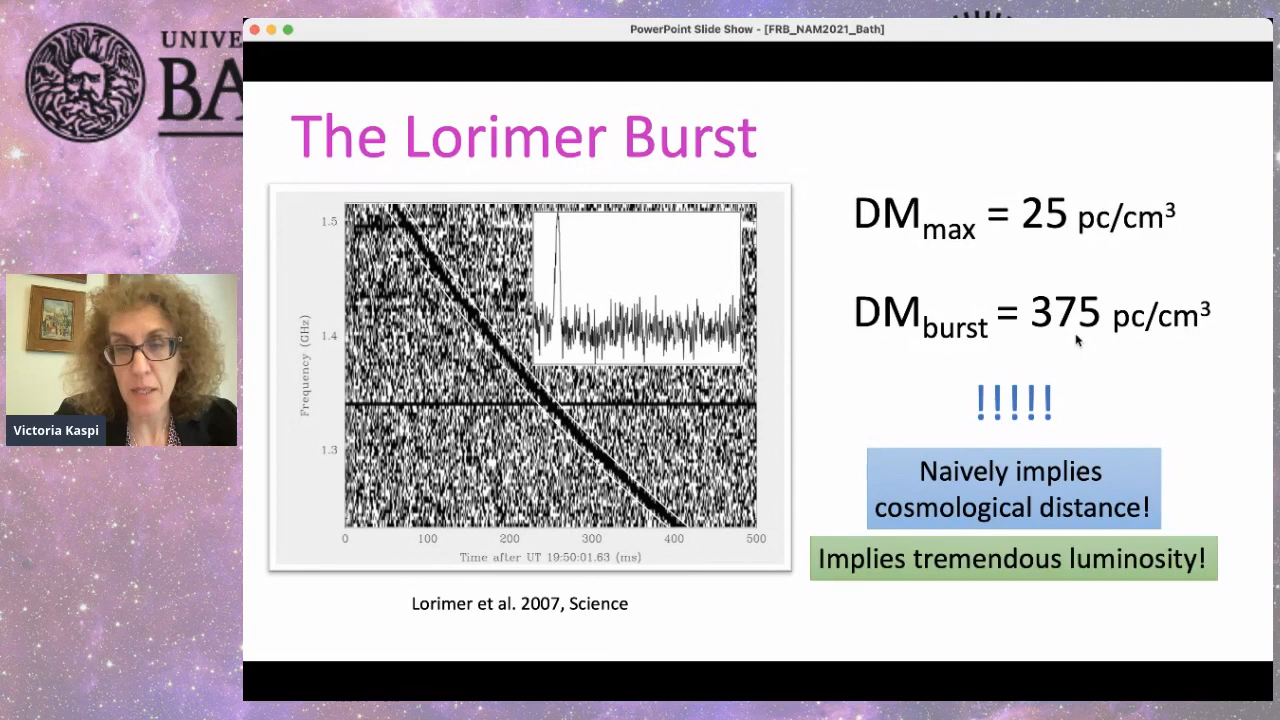 UNIVE
BA
PowerPoint Slide Show - [FRB_NAM2021_Bath]
The Lorimer Burst
1.5
1.4
1.3
Frequency (GHz)
0 100 200 300 400 500
Time after UT 19:50:01.63 (ms)
Lorimer et al. 2007, Science
DMmax = 25 pc/cm³
DMburst = 375 pc/cm³
!!!!!
Naively implies
cosmological distance!
Implies tremendous luminosity!
Victoria Kaspi